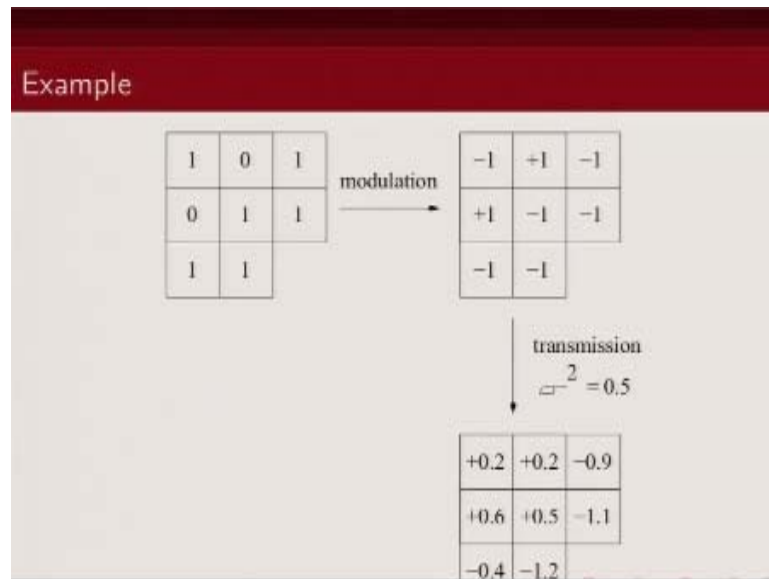 Example
1 0 1
0 1 1
1 1
modulation
−1 +1 −1
+1 −1 −1
−1 −1
transmission
2 = 0.5
+0.2 +0.2 −0.9
+0.6 +0.5 −1.1
−0.4 −1.2